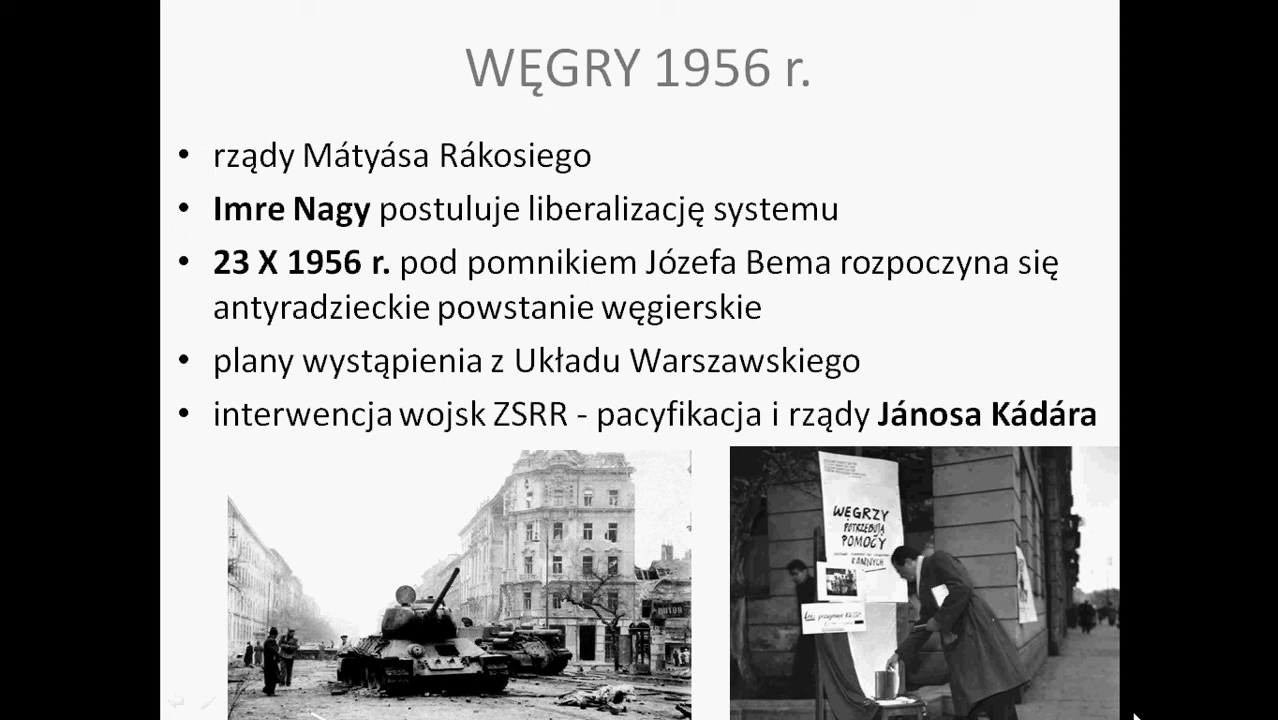 WĘGRY 1956 r.
• rządy Mátyása Rákosiego
• Imre Nagy postuluje liberalizację systemu
• 23 X 1956 r. pod pomnikiem Józefa Bema rozpoczyna się
antyradzieckie powstanie węgierskie
• plany wystąpienia z Układu Warszawskiego
• interwencja wojsk ZSRR - pacyfikacja i rządy Jánosa Kádára
WĘGRZY
POTRZEBUJĄ
POMOCY